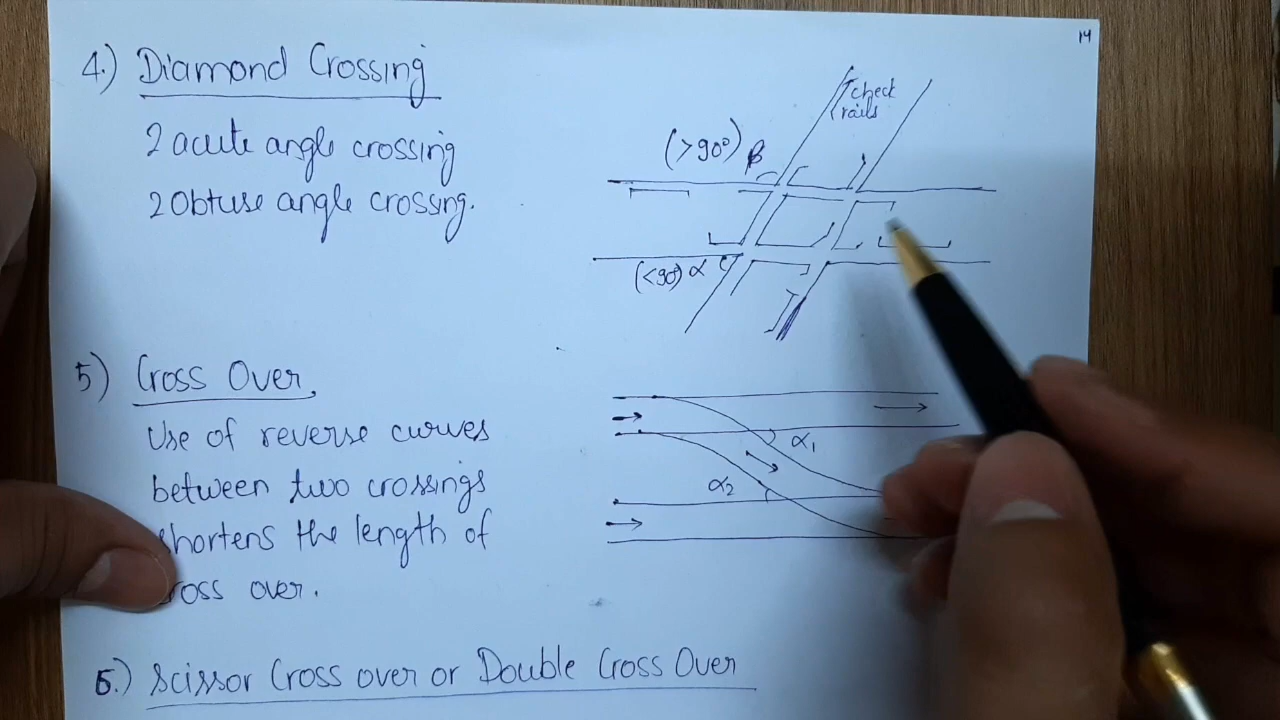 14
4.) Diamond Crossing
2 acute angle crossing
2 Obtuse angle crossing.
check
rails
(>90°) β
(<90) α
5) Cross Over.
Use of reverse curves
between two crossings
shortens the length of
ross over.
α1
α2
6.) Scissor Cross over or Double Cross Over